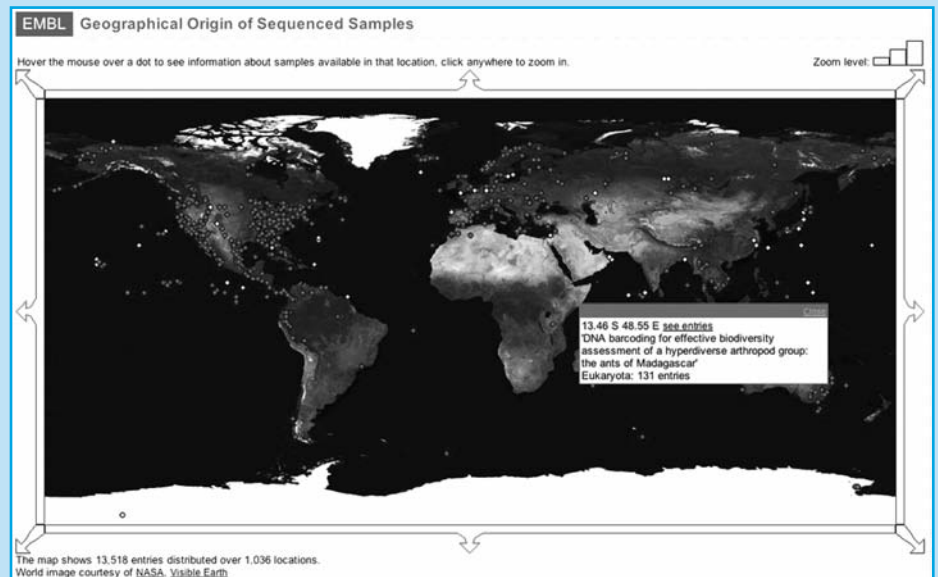 EMBL Geographical Origin of Sequenced Samples
Hover the mouse over a dot to see information about samples available in that location, click anywhere to zoom in.
Zoom level:
Close
13.46 S 48.55 E see entries
'DNA barcoding for effective biodiversity
assessment of a hyperdiverse arthropod group:
the ants of Madagascar'
Eukaryota: 131 entries
The map shows 13,518 entries distributed over 1,036 locations.
World image courtesy of NASA, Visible Earth